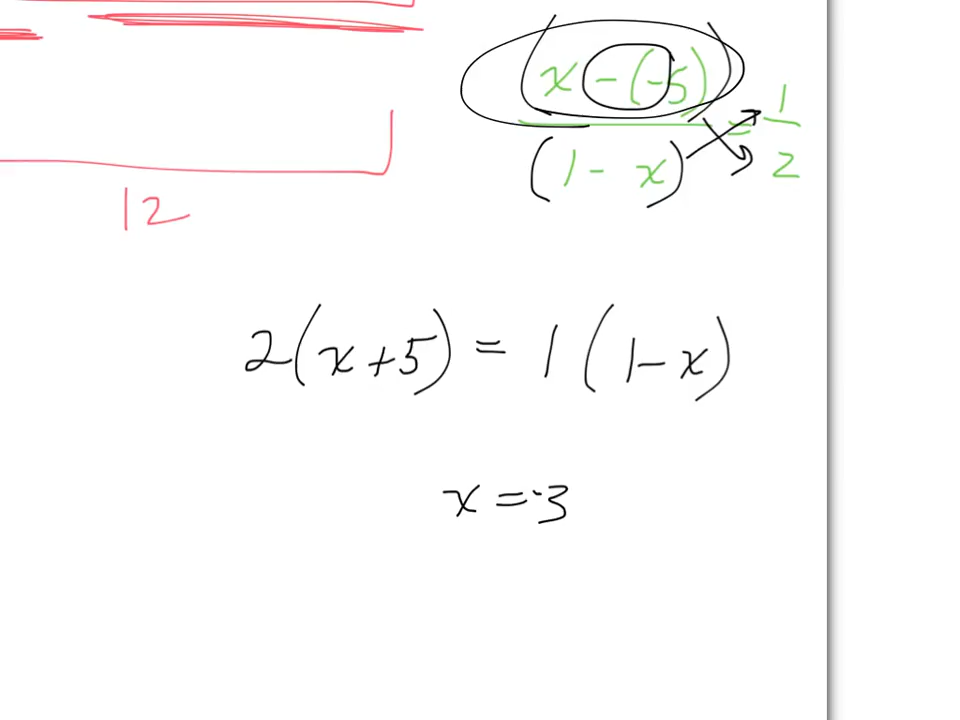 (x - (-5)) / (1 - x) = 1/2
12
2(x+5) = 1(1-x)
x = -3